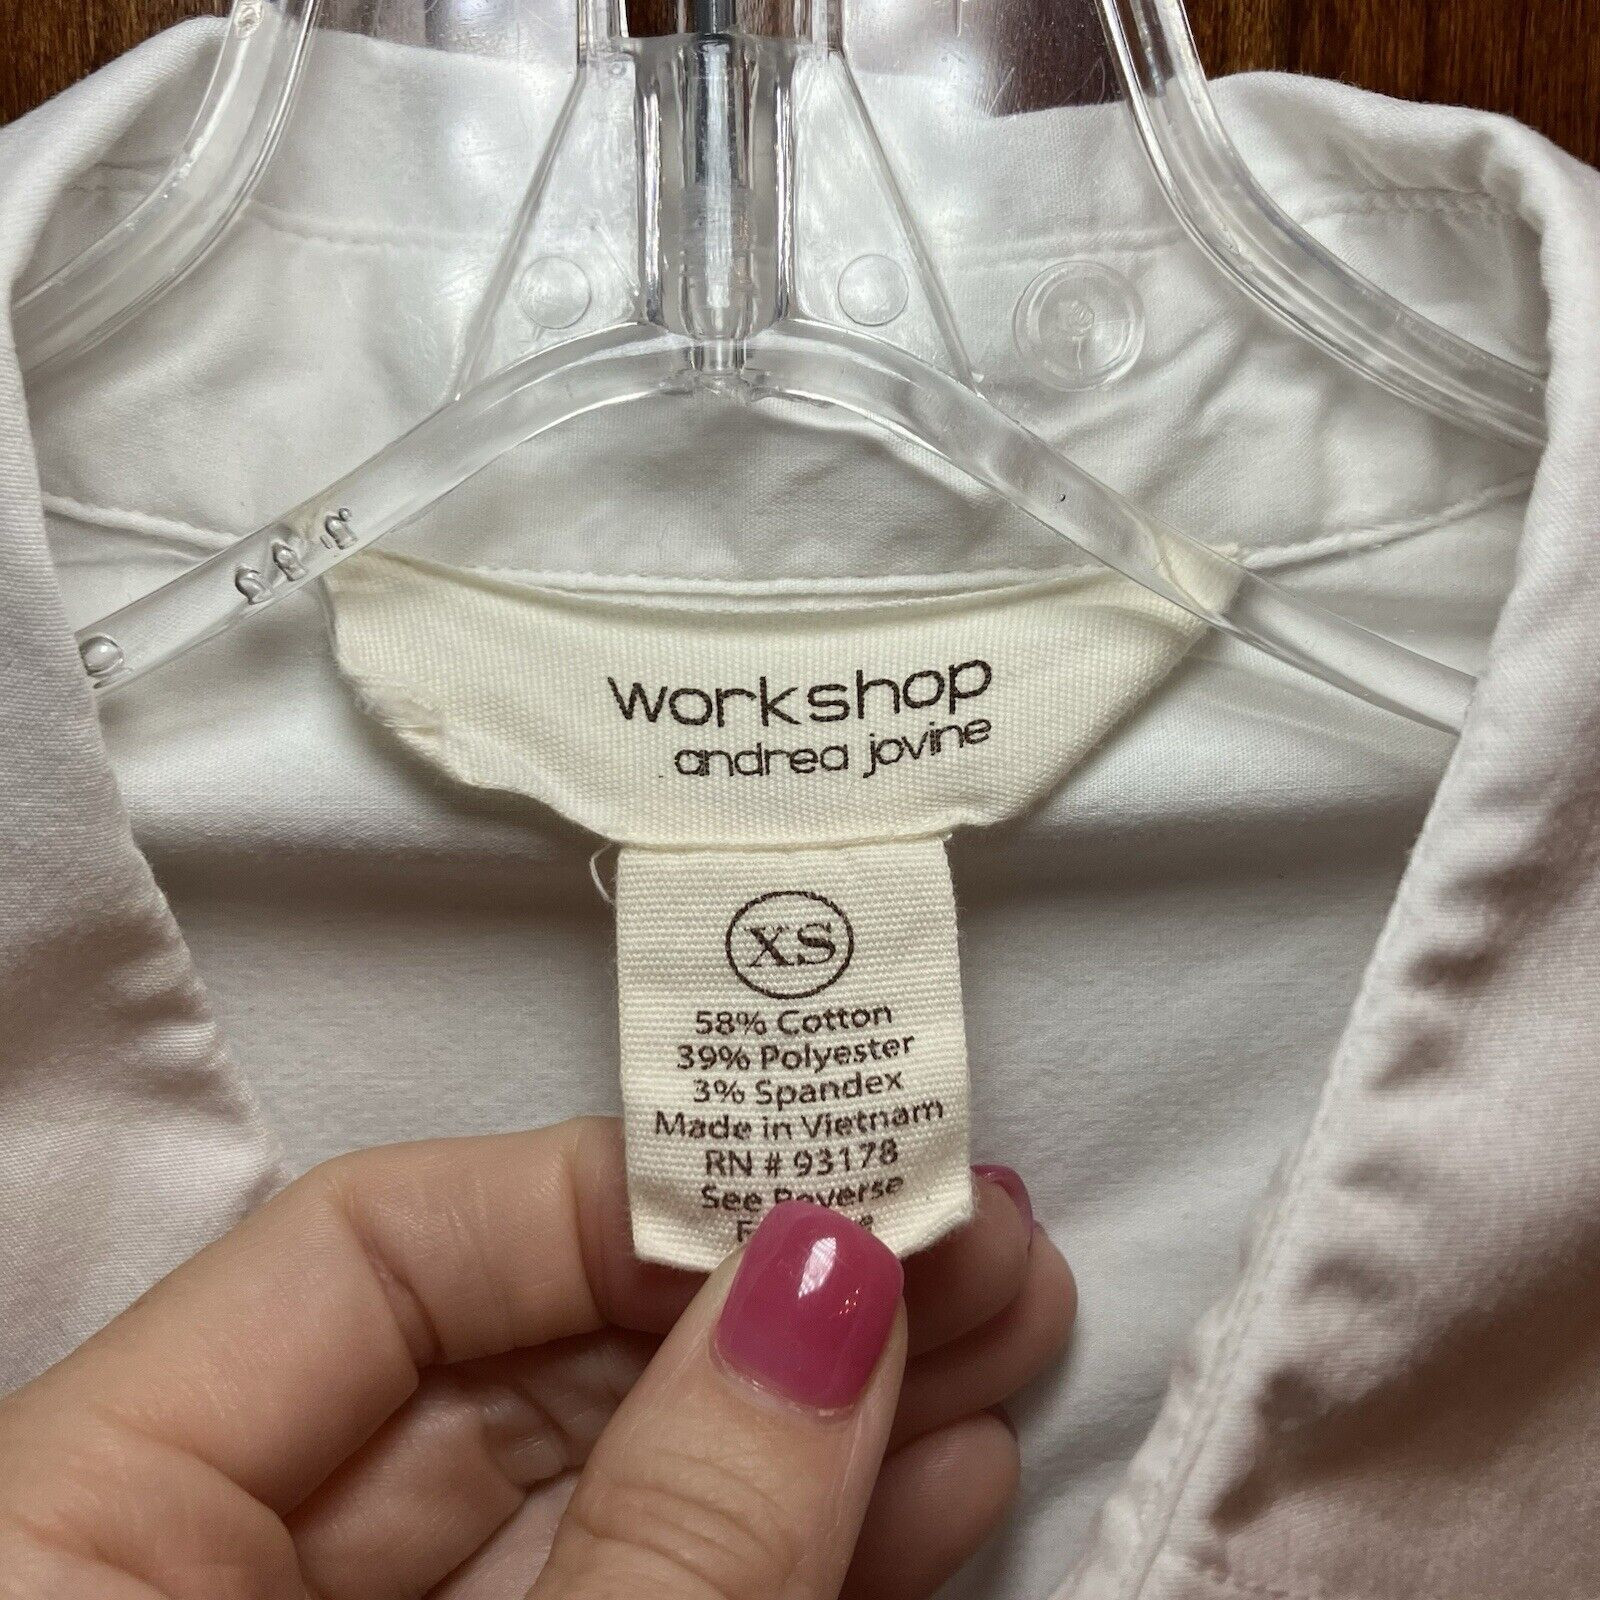 workshop
andrea jovine
XS
58% Cotton
39% Polyester
3% Spandex
Made in Vietnam
RN # 93178
See Reverse